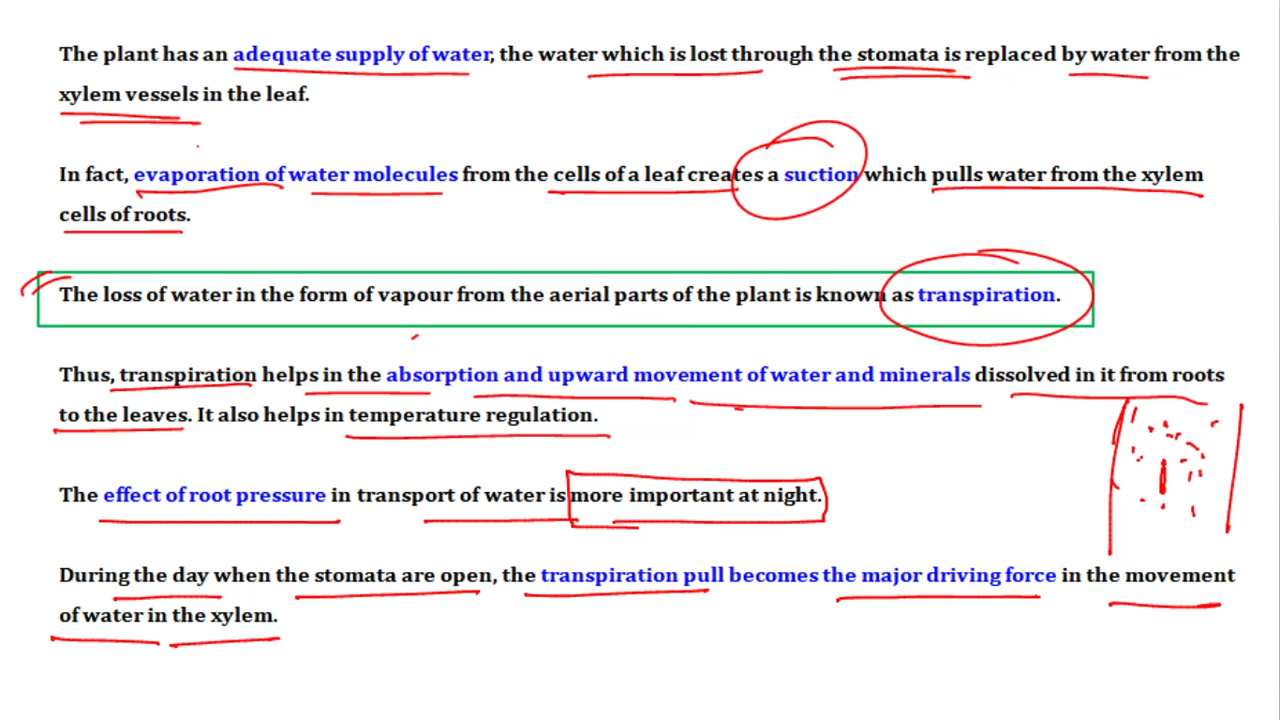 The plant has an adequate supply of water, the water which is lost through the stomata is replaced by water from the
xylem vessels in the leaf.
In fact, evaporation of water molecules from the cells of a leaf creates a suction which pulls water from the xylem
cells of roots.
The loss of water in the form of vapour from the aerial parts of the plant is known as transpiration.
Thus, transpiration helps in the absorption and upward movement of water and minerals dissolved in it from roots
to the leaves. It also helps in temperature regulation.
The effect of root pressure in transport of water is more important at night.
During the day when the stomata are open, the transpiration pull becomes the major driving force in the movement
of water in the xylem.